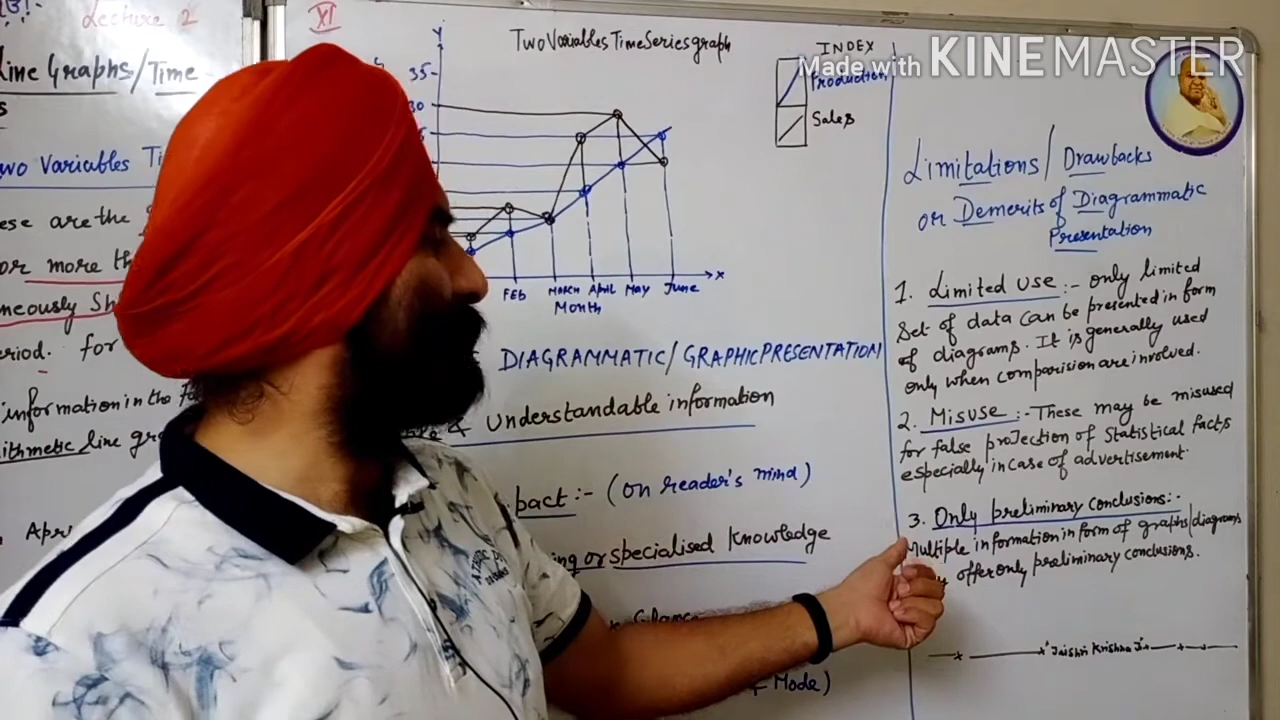 Lecture 2
Line Graphs/Time
Two Variables
ese are the
or more th
neously Sh
eriod. for
information in the
ithmetic line gr
Apr
XI
Two Variables Time Series graph
Y
35
30
X
FEB March April May June
Month
INDEX
Production
Sales
DIAGRAMMATIC/GRAPHIC PRESENTATION
& Understandable information
pact:- (on reader's mind)
ing or specialised knowledge
Glance
Mode)
Made with KINEMASTER
Limitations/Drawbacks
or Demerits of Diagrammatic
Presentation
1. Limited Use:- only limited
set of data can be presented in form
of diagrams. It is generally used
only when comparision are involved.
2. Misuse:- These may be misused
for false projection of statistical facts
especially in case of advertisement.
3. Only preliminary conclusions:-
Multiple information in form of graphs/diagrams
offer only preliminary conclusions.
"Jaishri Krishna Ji"